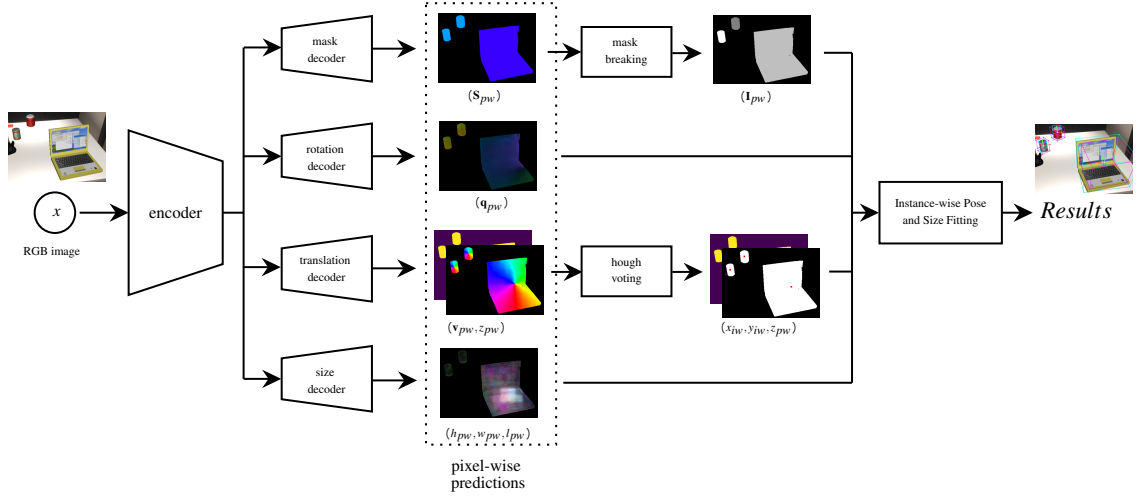 mask
decoder
(S_pw)
mask
breaking
(I_pw)
rotation
decoder
(q_pw)
x
RGB image
encoder
Instance-wise Pose
and Size Fitting
Results
translation
decoder
(v_pw, z_pw)
hough
voting
(x_iw, y_iw, z_pw)
size
decoder
(h_pw, w_pw, l_pw)
pixel-wise
predictions